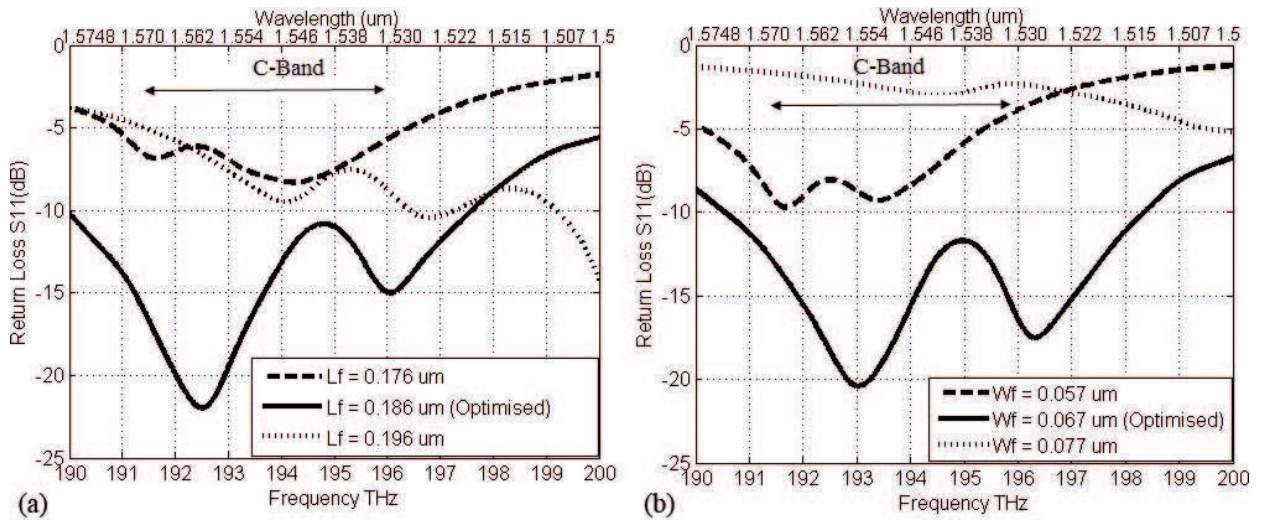 Wavelength (um)
1.5748 1.570 1.562 1.554 1.546 1.538 1.530 1.522 1.515 1.507 1.5
0
-5
-10
-15
-20
-25
Return Loss S11(dB)
C-Band
Lf = 0.176 um
Lf = 0.186 um (Optimised)
Lf = 0.196 um
190 191 192 193 194 195 196 197 198 199 200
Frequency THz
(a)
Wavelength (um)
1.5748 1.570 1.562 1.554 1.546 1.538 1.530 1.522 1.515 1.507 1.5
0
-5
-10
-15
-20
-25
Return Loss S11(dB)
C-Band
Wf = 0.057 um
Wf = 0.067 um (Optimised)
Wf = 0.077 um
190 191 192 193 194 195 196 197 198 199 200
Frequency THz
(b)